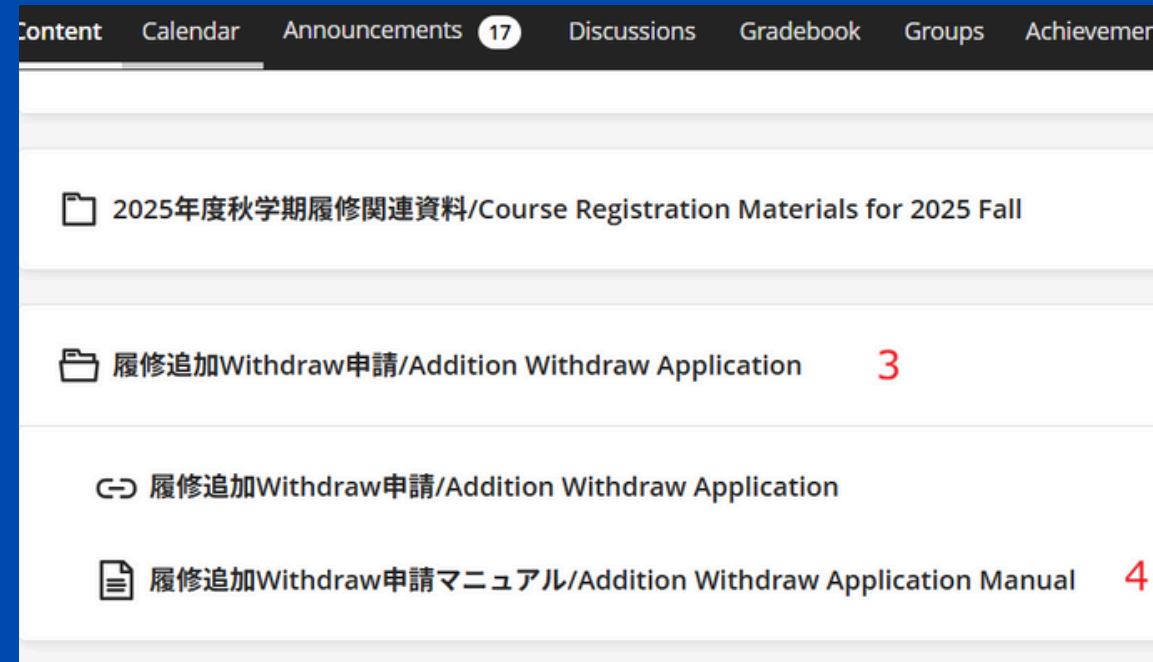 Content Calendar Announcements 17 Discussions Gradebook Groups Achievemen
2025年度秋学期履修関連資料/Course Registration Materials for 2025 Fall
履修追加Withdraw申請/Addition Withdraw Application 3
履修追加Withdraw申請/Addition Withdraw Application
履修追加Withdraw申請マニュアル/Addition Withdraw Application Manual 4